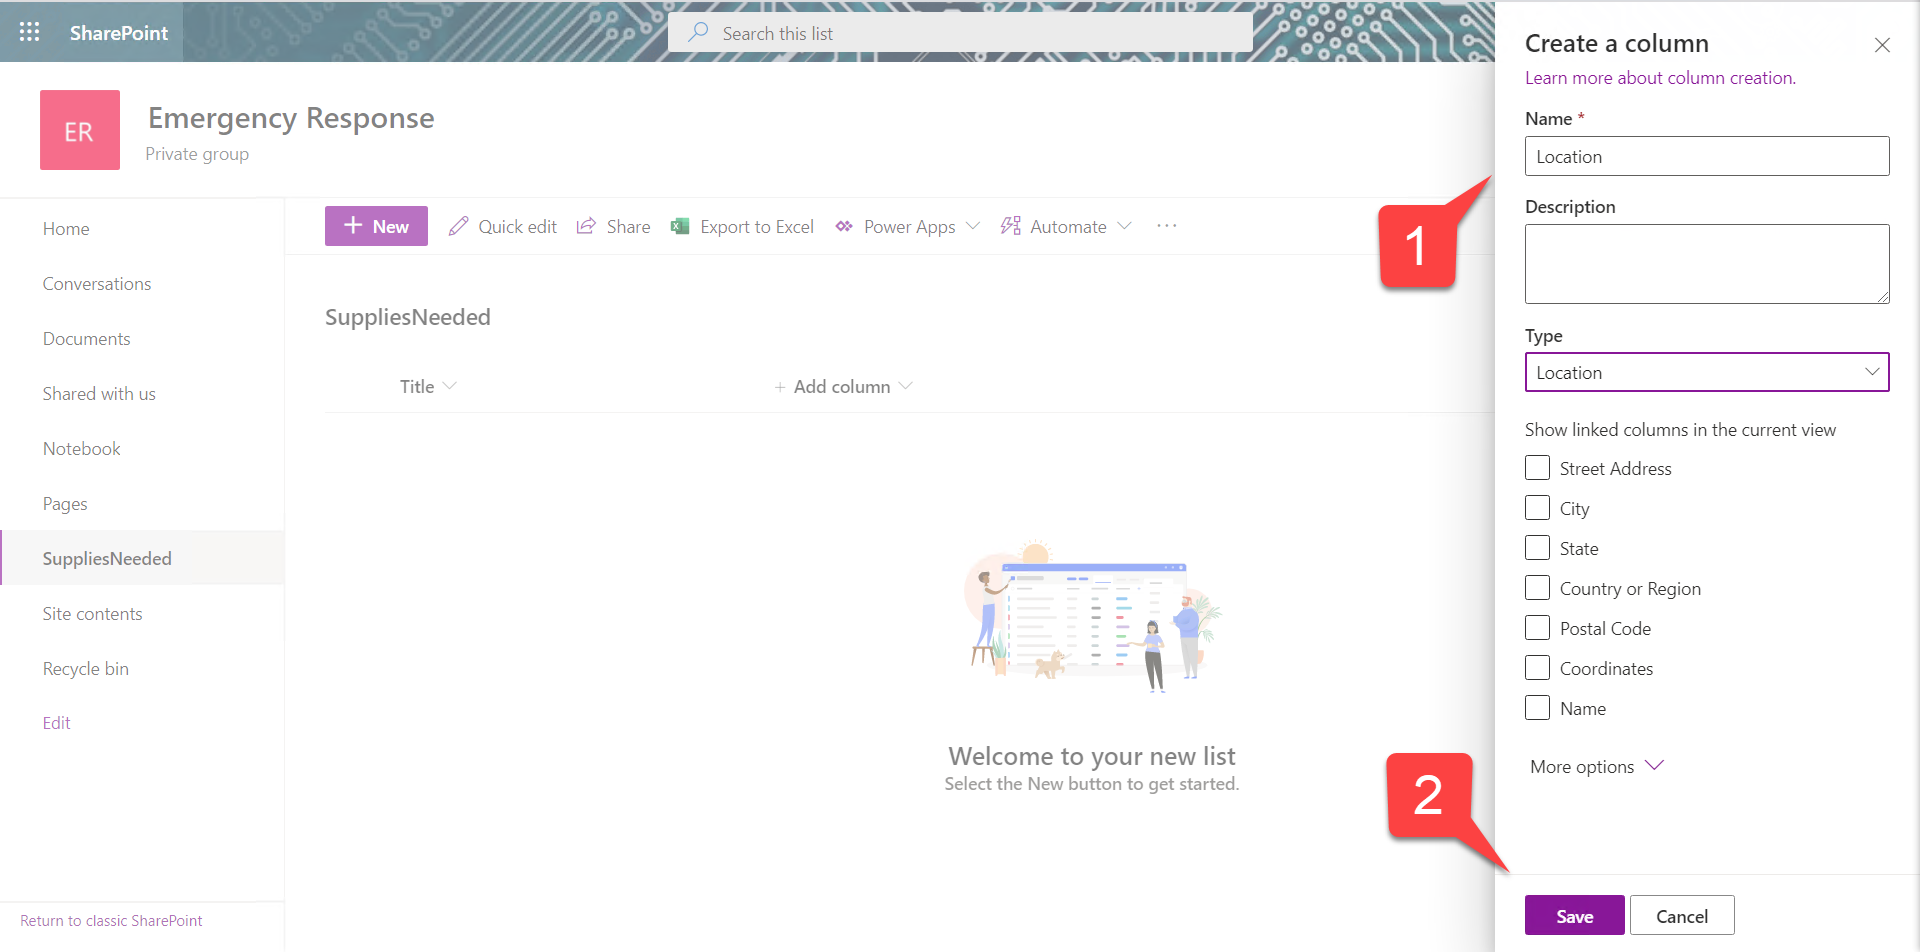 SharePoint
Search this list
ER
Emergency Response
Private group
Home
Conversations
Documents
Shared with us
Notebook
Pages
SuppliesNeeded
Site contents
Recycle bin
Edit
Return to classic SharePoint
+ New Quick edit Share Export to Excel Power Apps Automate ...
SuppliesNeeded
Title + Add column
Welcome to your new list
Select the New button to get started.
1
2
Create a column
Learn more about column creation.
Name *
Location
Description
Type
Location
Show linked columns in the current view
Street Address
City
State
Country or Region
Postal Code
Coordinates
Name
More options
Save Cancel